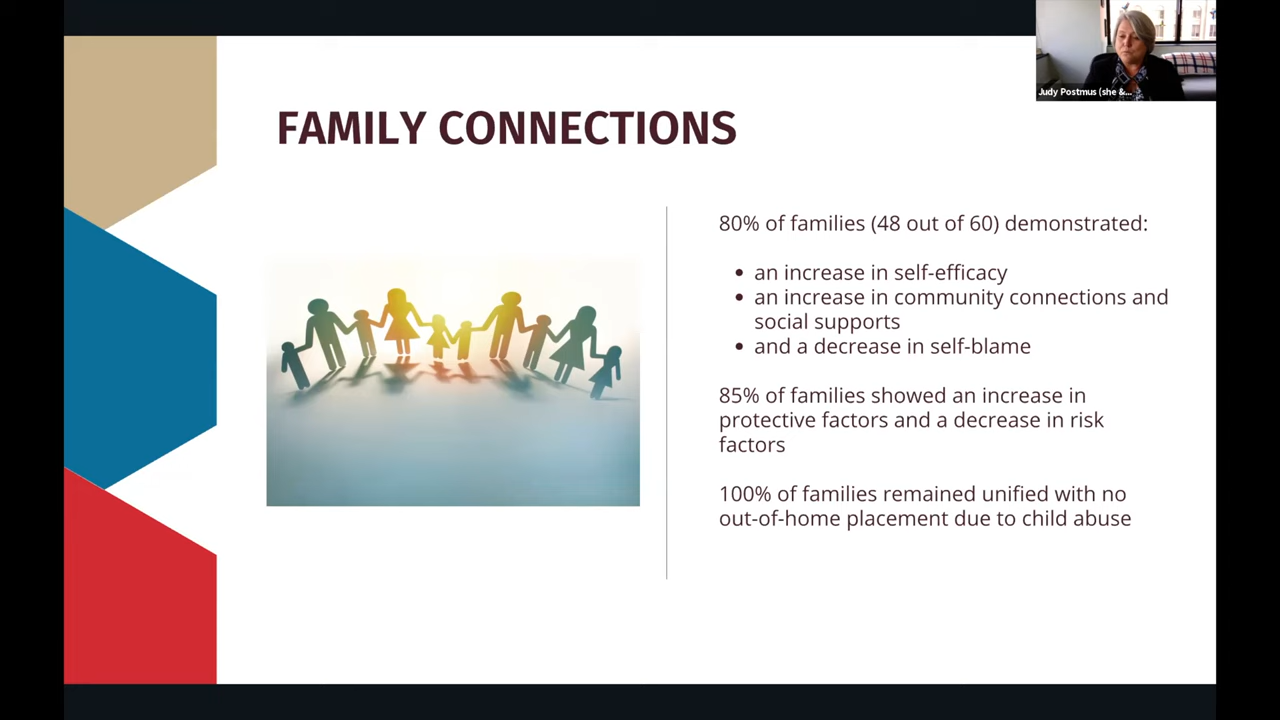 Judy Postmus (she &...
FAMILY CONNECTIONS
80% of families (48 out of 60) demonstrated:
• an increase in self-efficacy
• an increase in community connections and
social supports
• and a decrease in self-blame
85% of families showed an increase in
protective factors and a decrease in risk
factors
100% of families remained unified with no
out-of-home placement due to child abuse